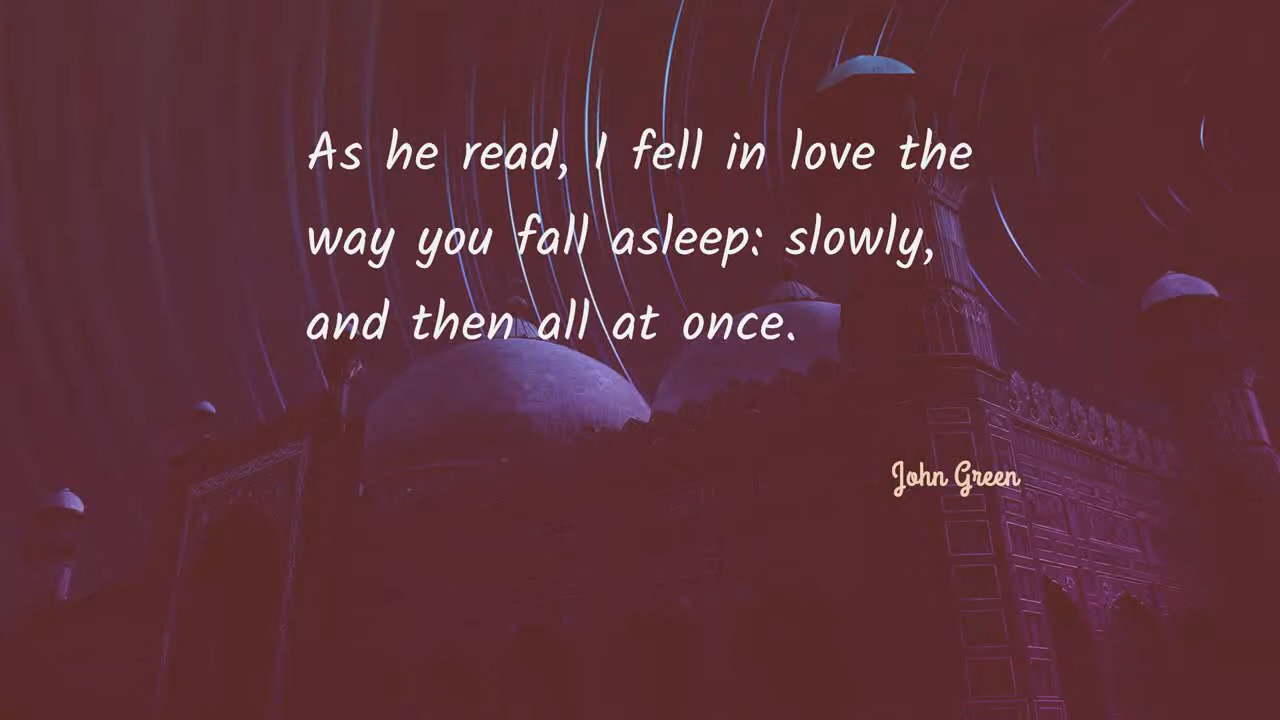 As he read, I fell in love the
way you fall asleep: slowly,
and then all at once.
John Green